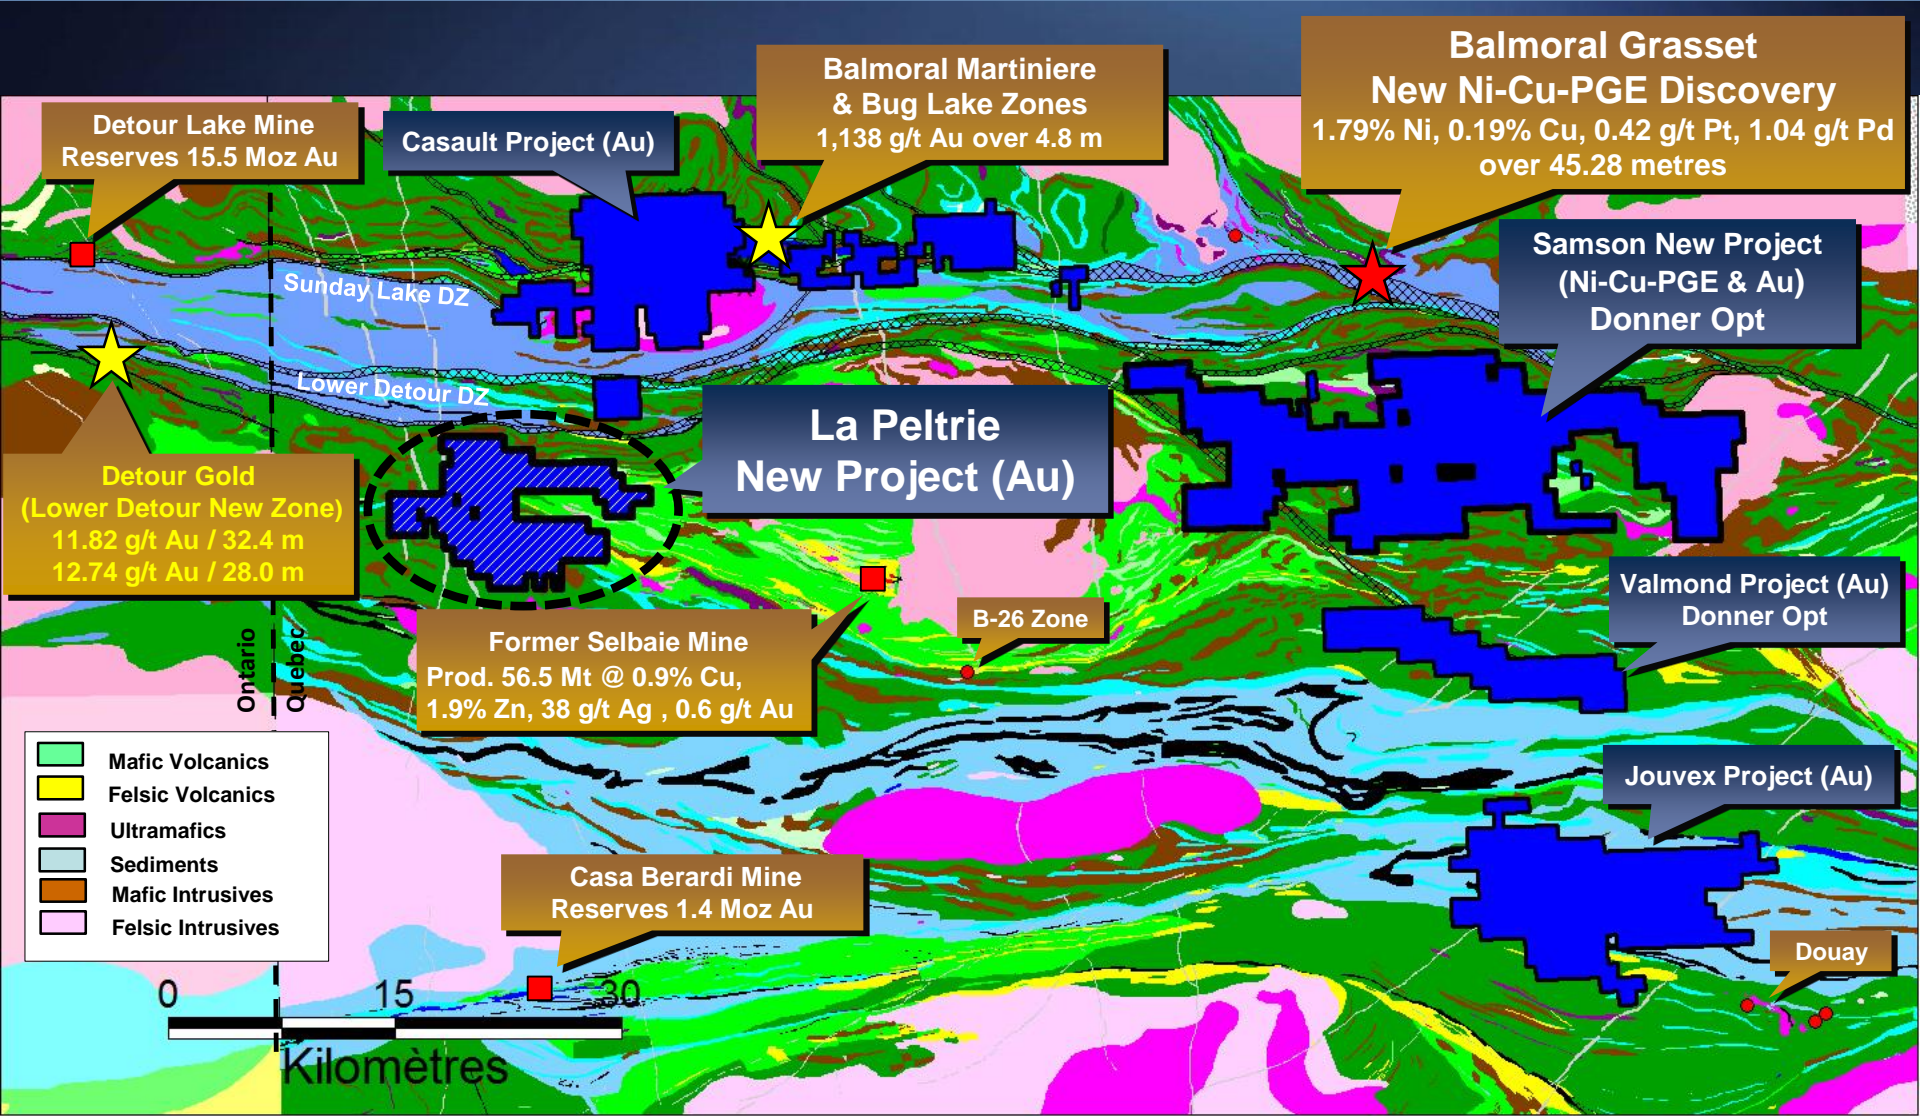 Balmoral Grasset
New Ni-Cu-PGE Discovery
1.79% Ni, 0.19% Cu, 0.42 g/t Pt, 1.04 g/t Pd
over 45.28 metres
Balmoral Martiniere
& Bug Lake Zones
1,138 g/t Au over 4.8 m
Detour Lake Mine
Reserves 15.5 Moz Au
Casault Project (Au)
Samson New Project
(Ni-Cu-PGE & Au)
Donner Opt
Sunday Lake DZ
Lower Detour DZ
La Peltrie
New Project (Au)
Detour Gold
(Lower Detour New Zone)
11.82 g/t Au / 32.4 m
12.74 g/t Au / 28.0 m
Valmond Project (Au)
Donner Opt
B-26 Zone
Former Selbaie Mine
Prod. 56.5 Mt @ 0.9% Cu,
1.9% Zn, 38 g/t Ag , 0.6 g/t Au
Ontario
Quebec
Mafic Volcanics
Felsic Volcanics
Ultramafics
Sediments
Mafic Intrusives
Felsic Intrusives
Jouvex Project (Au)
Casa Berardi Mine
Reserves 1.4 Moz Au
Douay
0 15 30
Kilomètres